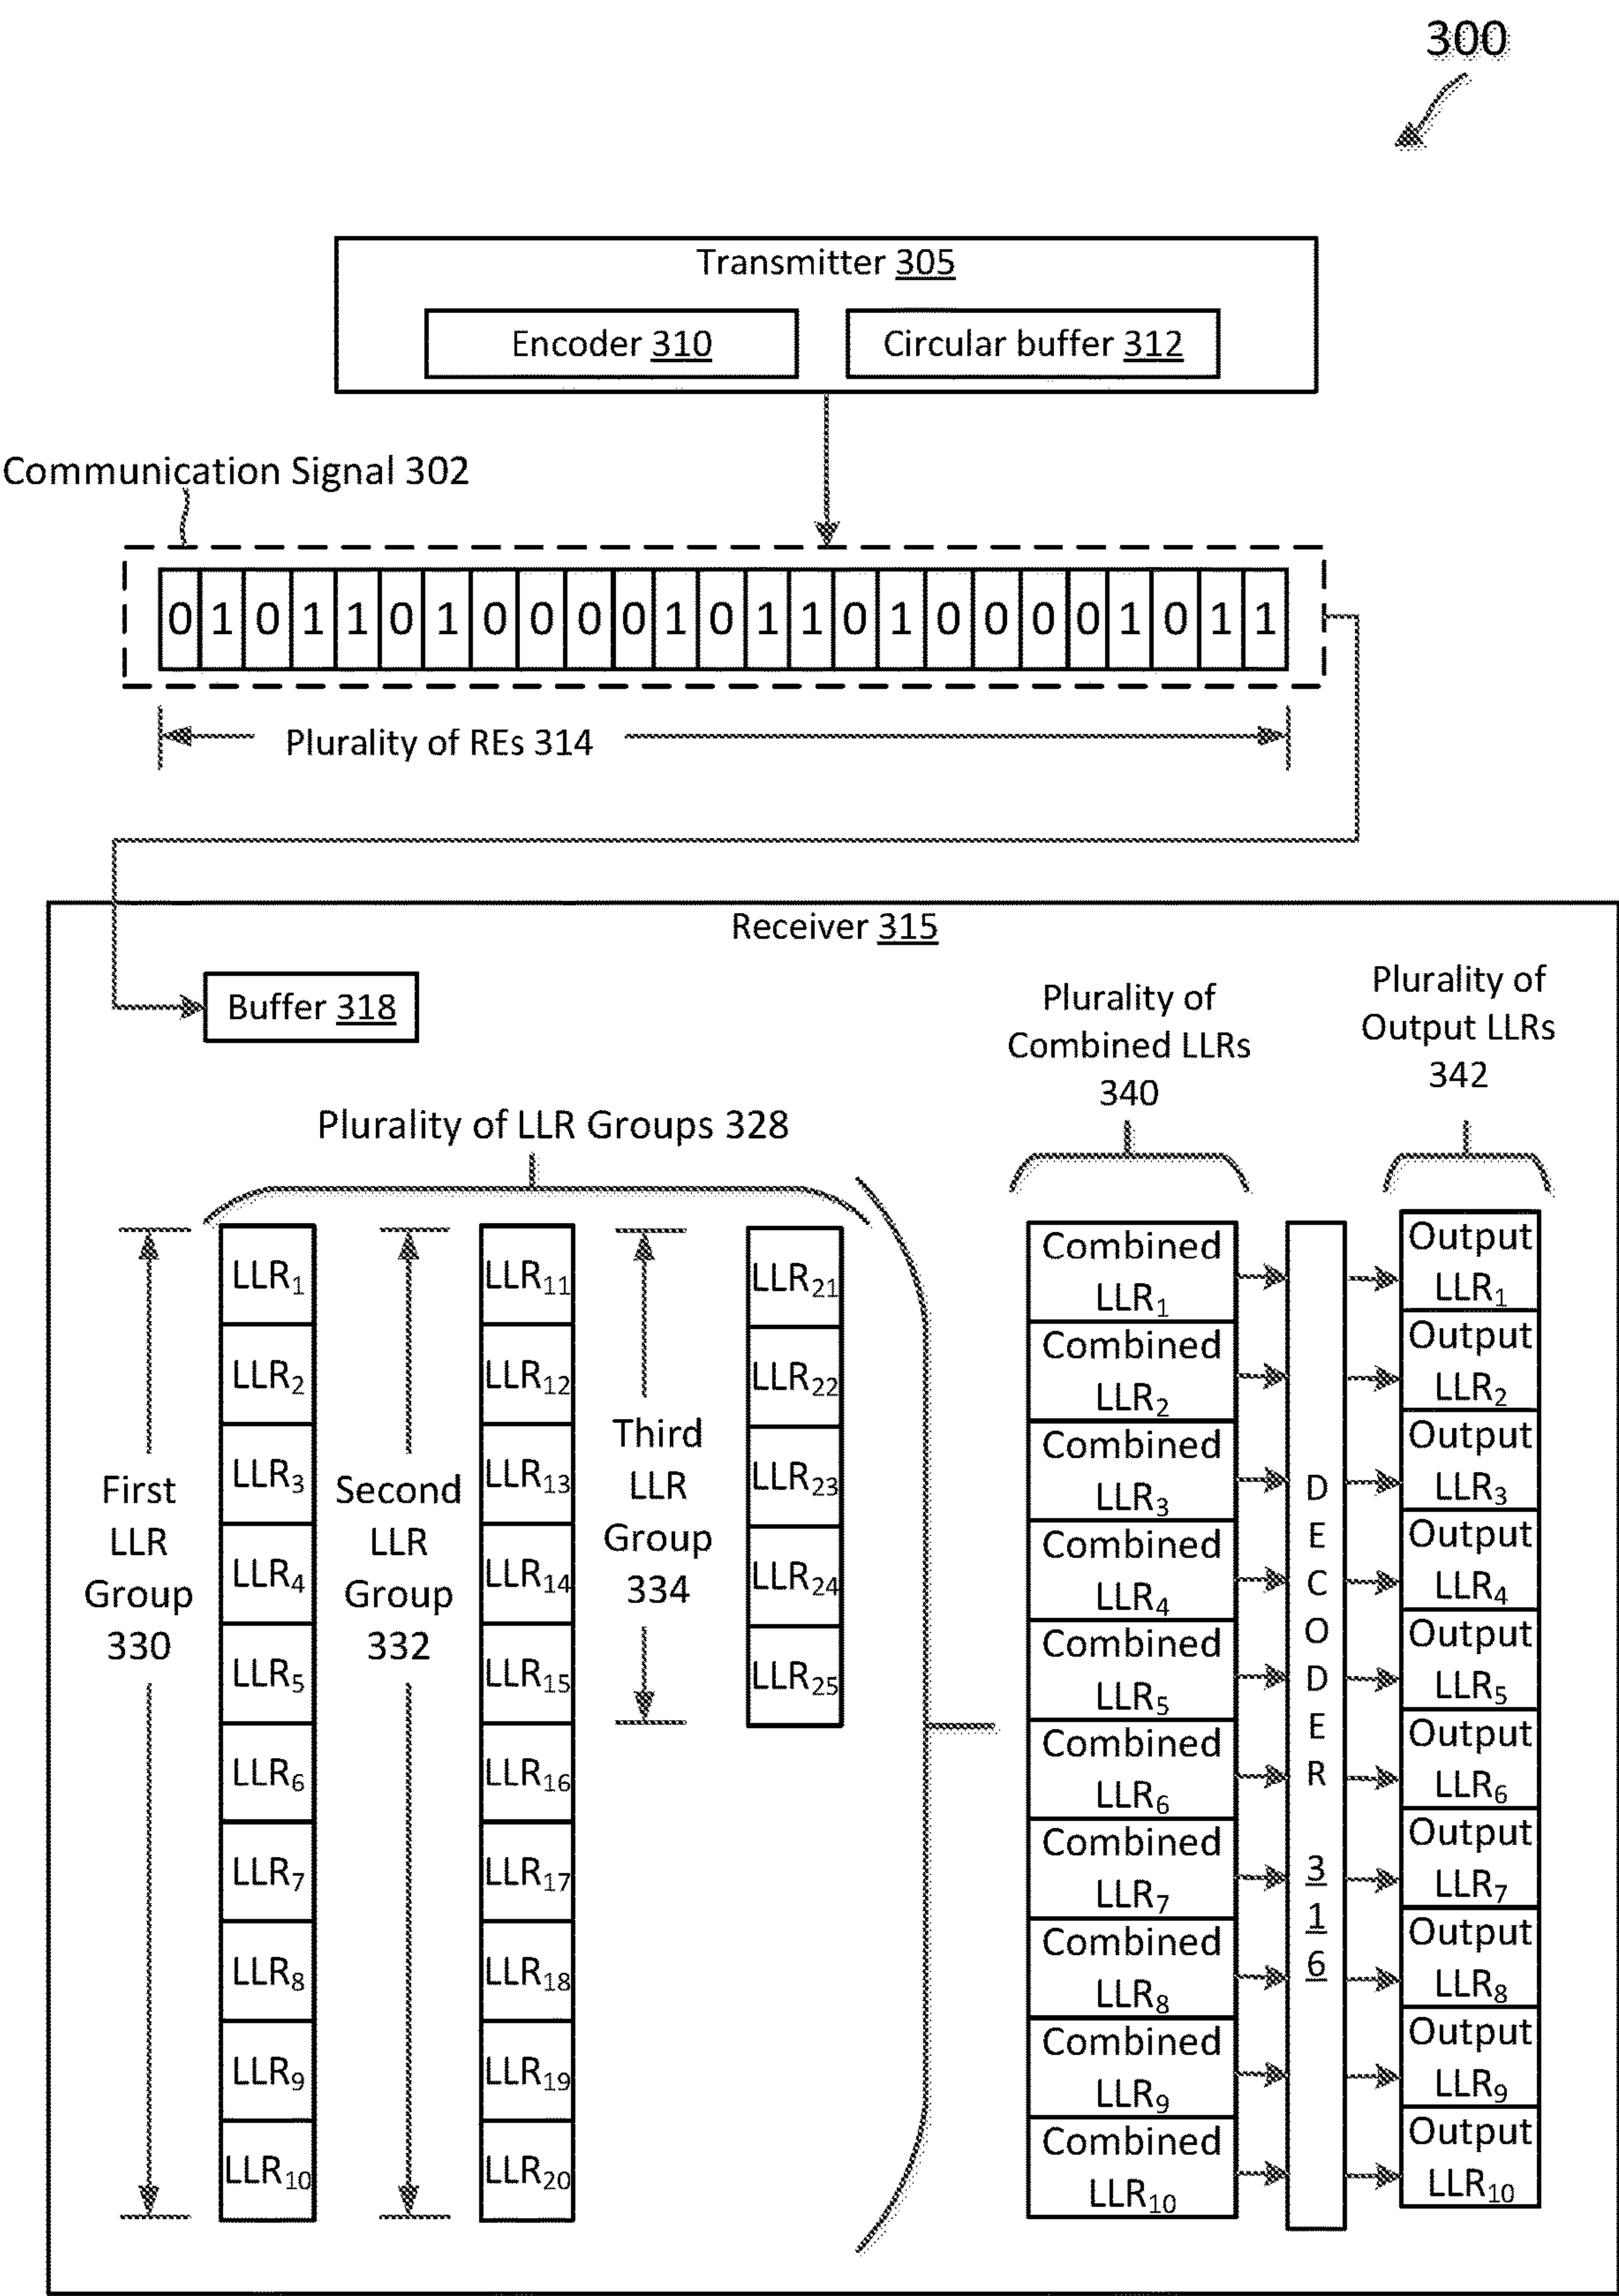 300
Transmitter 305
Encoder 310
Circular buffer 312
Communication Signal 302
0 1 0 1 1 0 1 0 0 0 0 1 0 1 1 0 1 0 0 0 0 1 0 1 1
Plurality of REs 314
Receiver 315
Buffer 318
Plurality of
Combined LLRs
340
Plurality of
Output LLRs
342
Plurality of LLR Groups 328
First
LLR
Group
330
LLR1
LLR2
LLR3
LLR4
LLR5
LLR6
LLR7
LLR8
LLR9
LLR10
Second
LLR
Group
332
LLR11
LLR12
LLR13
LLR14
LLR15
LLR16
LLR17
LLR18
LLR19
LLR20
Third
LLR
Group
334
LLR21
LLR22
LLR23
LLR24
LLR25
Combined
LLR1
Combined
LLR2
Combined
LLR3
Combined
LLR4
Combined
LLR5
Combined
LLR6
Combined
LLR7
Combined
LLR8
Combined
LLR9
Combined
LLR10
DECODER 316
Output
LLR1
Output
LLR2
Output
LLR3
Output
LLR4
Output
LLR5
Output
LLR6
Output
LLR7
Output
LLR8
Output
LLR9
Output
LLR10